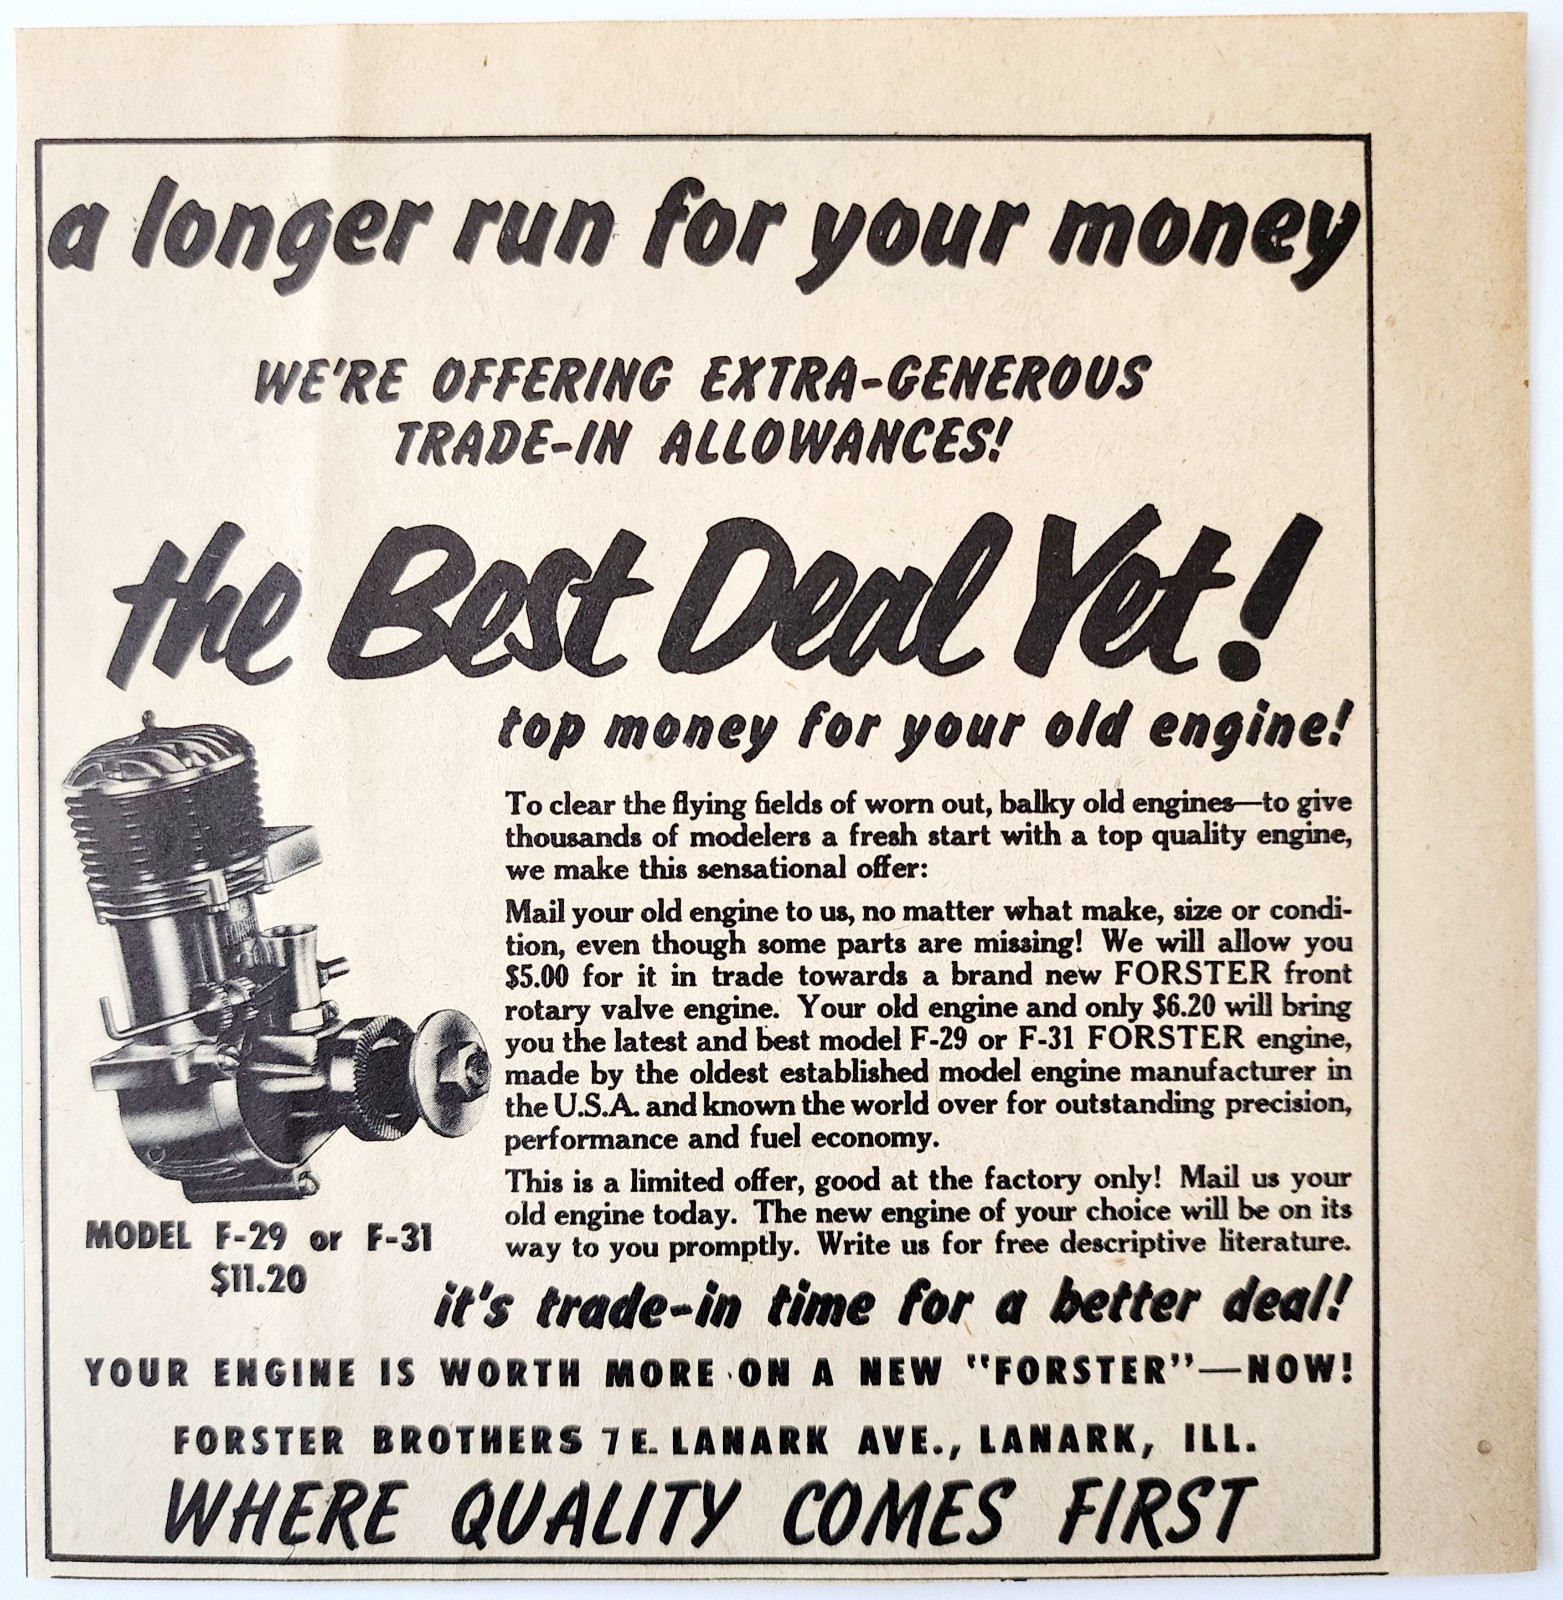 a longer run for your money
WE'RE OFFERING EXTRA-GENEROUS
TRADE-IN ALLOWANCES!
the Best Deal Yet!
top money for your old engine!
To clear the flying fields of worn out, balky old engines—to give
thousands of modelers a fresh start with a top quality engine,
we make this sensational offer:
Mail your old engine to us, no matter what make, size or condi-
tion, even though some parts are missing! We will allow you
$5.00 for it in trade towards a brand new FORSTER front
rotary valve engine. Your old engine and only $6.20 will bring
you the latest and best model F-29 or F-31 FORSTER engine,
made by the oldest established model engine manufacturer in
the U.S.A. and known the world over for outstanding precision,
performance and fuel economy.
This is a limited offer, good at the factory only! Mail us your
old engine today. The new engine of your choice will be on its
way to you promptly. Write us for free descriptive literature.
MODEL F-29 or F-31
$11.20
it's trade-in time for a better deal!
YOUR ENGINE IS WORTH MORE ON A NEW "FORSTER"—NOW!
FORSTER BROTHERS 7 E. LANARK AVE., LANARK, ILL.
WHERE QUALITY COMES FIRST